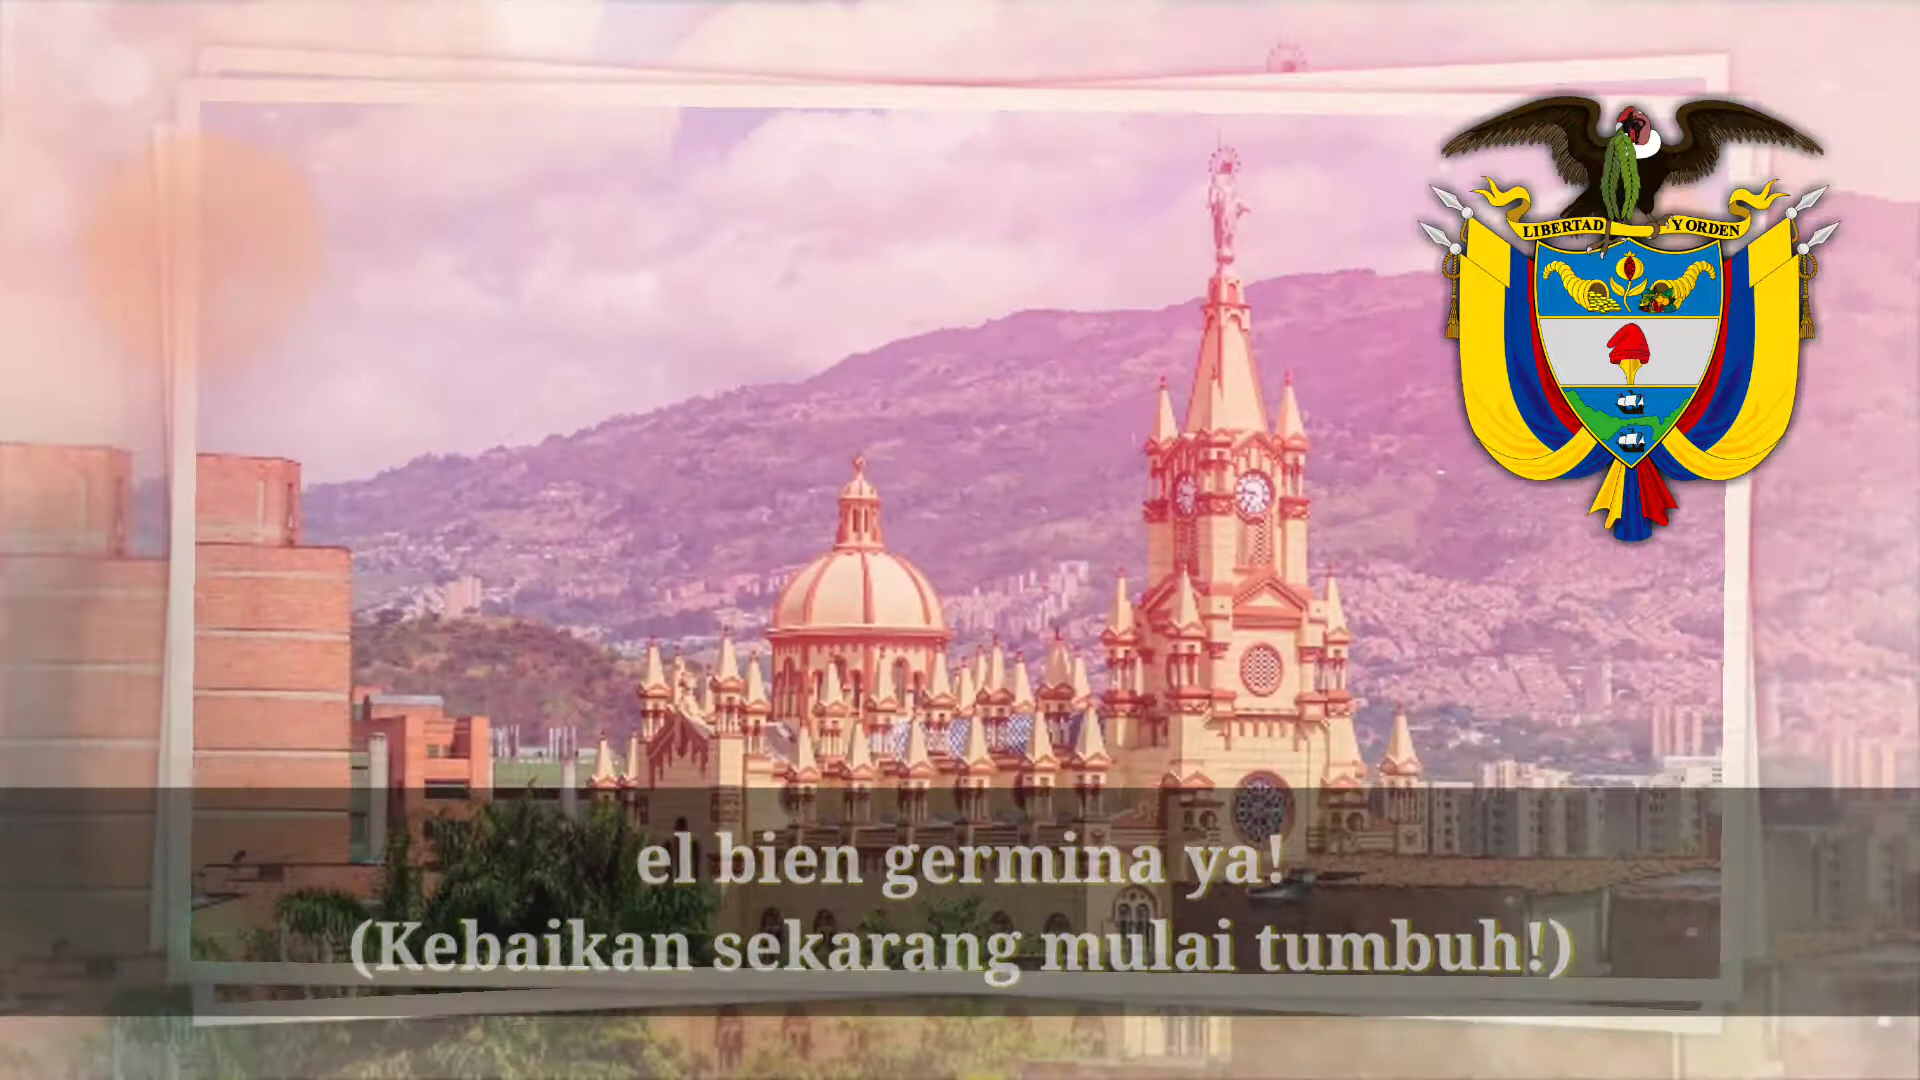 LIBERTAD Y ORDEN
el bien germina ya!
(Kebaikan sekarang mulai tumbuh!)